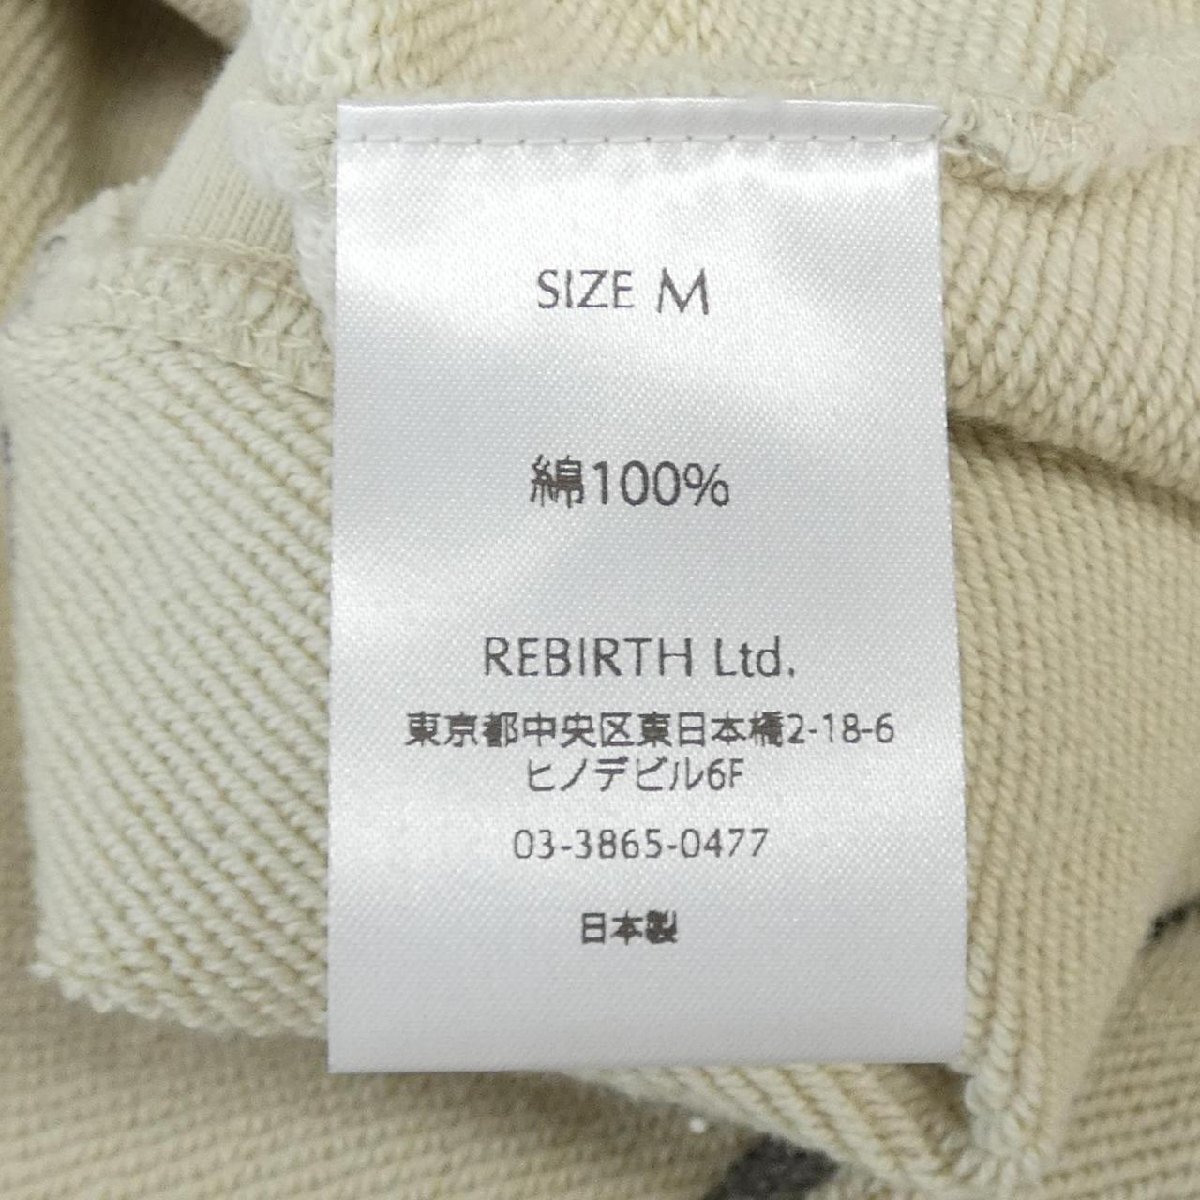 SIZE M
綿100%
REBIRTH Ltd.
東京都中央区東日本橋2-18-6
ヒノデビル6F
03-3865-0477
日本製